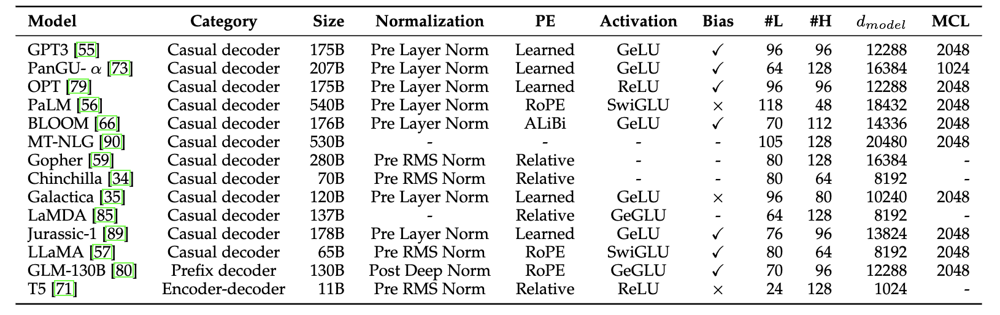 Model Category Size Normalization PE Activation Bias #L #H d_model MCL
GPT3 [55] Casual decoder 175B Pre Layer Norm Learned GeLU ✓ 96 96 12288 2048
PanGU- α [73] Casual decoder 207B Pre Layer Norm Learned GeLU ✓ 64 128 16384 1024
OPT [79] Casual decoder 175B Pre Layer Norm Learned ReLU ✓ 96 96 12288 2048
PaLM [56] Casual decoder 540B Pre Layer Norm RoPE SwiGLU × 118 48 18432 2048
BLOOM [66] Casual decoder 176B Pre Layer Norm ALiBi GeLU ✓ 70 112 14336 2048
MT-NLG [90] Casual decoder 530B - - - - 105 128 20480 2048
Gopher [59] Casual decoder 280B Pre RMS Norm Relative - - 80 128 16384 -
Chinchilla [34] Casual decoder 70B Pre RMS Norm Relative - - 80 64 8192 -
Galactica [35] Casual decoder 120B Pre Layer Norm Learned GeLU × 96 80 10240 2048
LaMDA [85] Casual decoder 137B - Relative GeGLU - 64 128 8192 -
Jurassic-1 [89] Casual decoder 178B Pre Layer Norm Learned GeLU ✓ 76 96 13824 2048
LLaMA [57] Casual decoder 65B Pre RMS Norm RoPE SwiGLU ✓ 80 64 8192 2048
GLM-130B [80] Prefix decoder 130B Post Deep Norm RoPE GeGLU ✓ 70 96 12288 2048
T5 [71] Encoder-decoder 11B Pre RMS Norm Relative ReLU × 24 128 1024 -